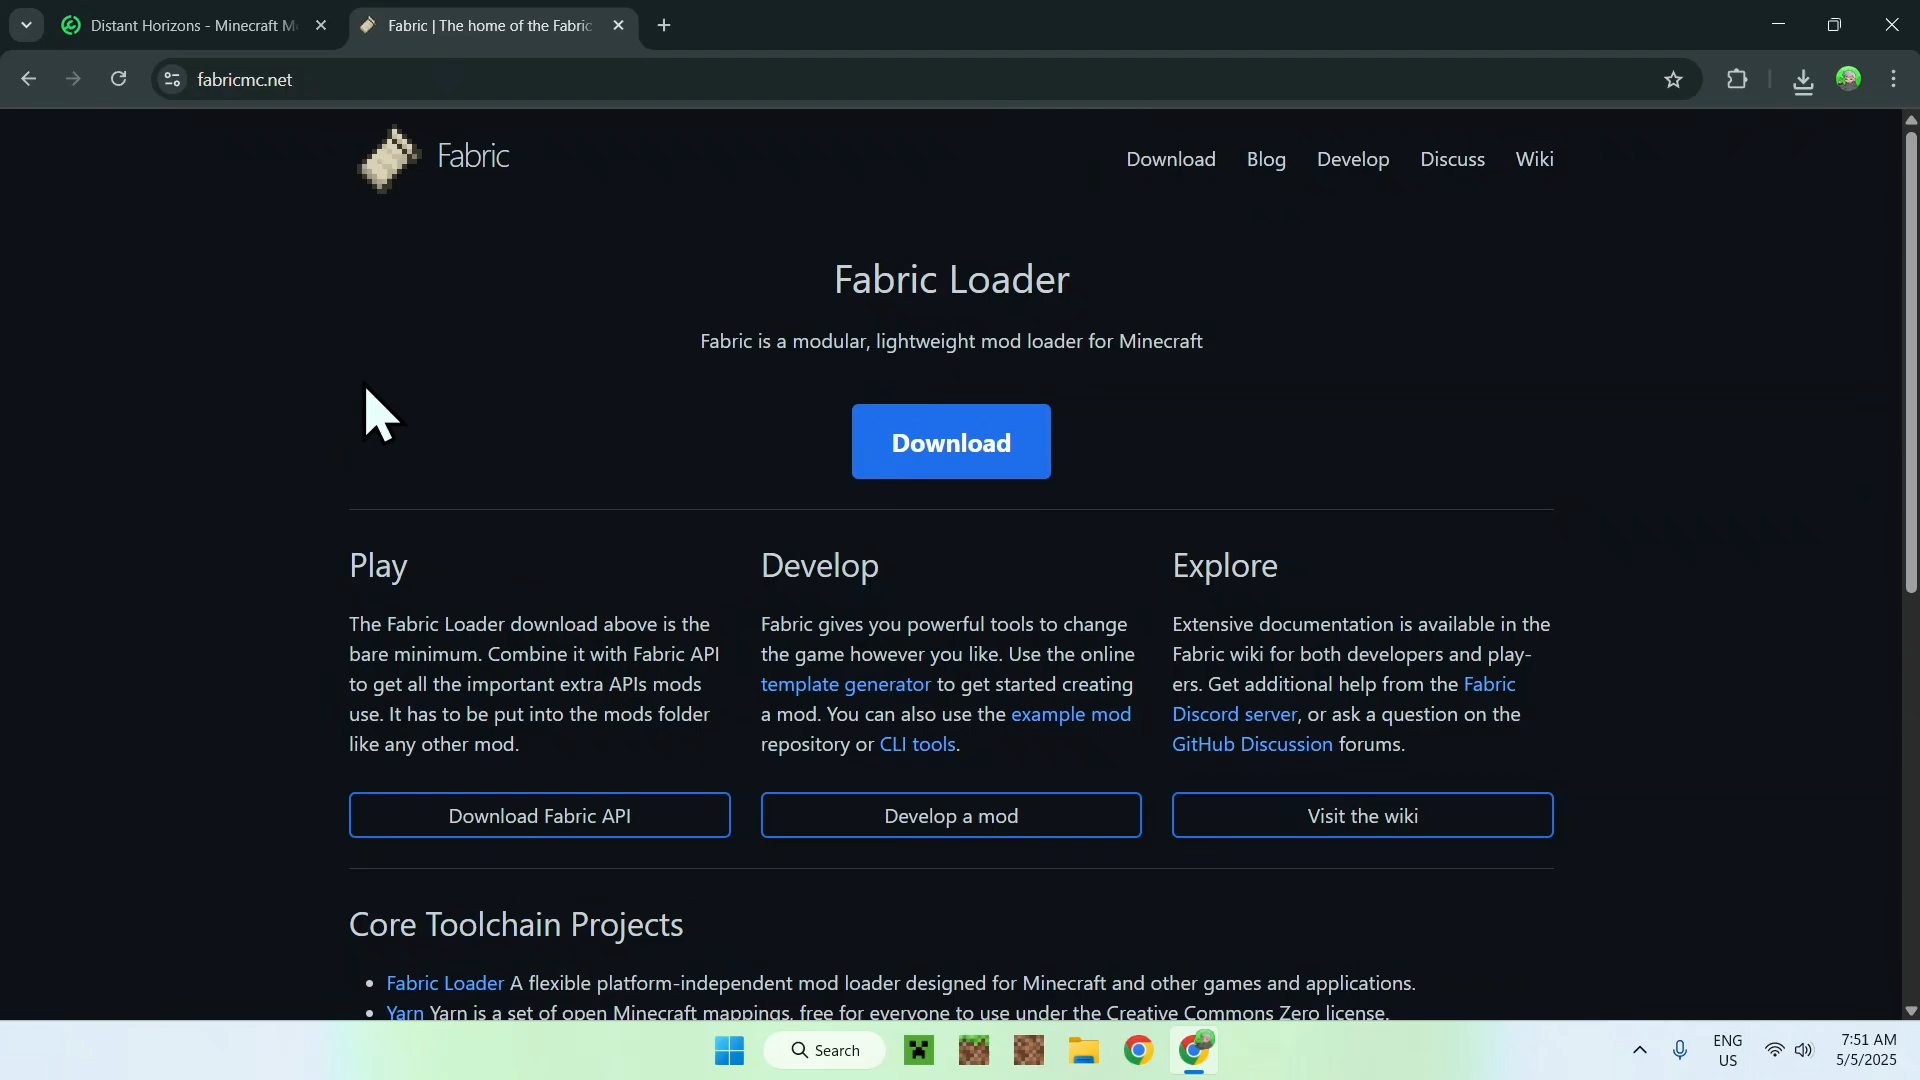 Distant Horizons - Minecraft M
Fabric | The home of the Fabric
fabricmc.net
Fabric
Download
Blog
Develop
Discuss
Wiki
Fabric Loader
Fabric is a modular, lightweight mod loader for Minecraft
Download
Play
The Fabric Loader download above is the
bare minimum. Combine it with Fabric API
to get all the important extra APIs mods
use. It has to be put into the mods folder
like any other mod.
Download Fabric API
Develop
Fabric gives you powerful tools to change
the game however you like. Use the online
template generator to get started creating
a mod. You can also use the example mod
repository or CLI tools.
Develop a mod
Explore
Extensive documentation is available in the
Fabric wiki for both developers and play-
ers. Get additional help from the Fabric
Discord server, or ask a question on the
GitHub Discussion forums.
Visit the wiki
Core Toolchain Projects
• Fabric Loader A flexible platform-independent mod loader designed for Minecraft and other games and applications.
• Yarn Yarn is a set of open Minecraft mappings, free for everyone to use under the Creative Commons Zero license.
Search
ENG
US
7:51 AM
5/5/2025